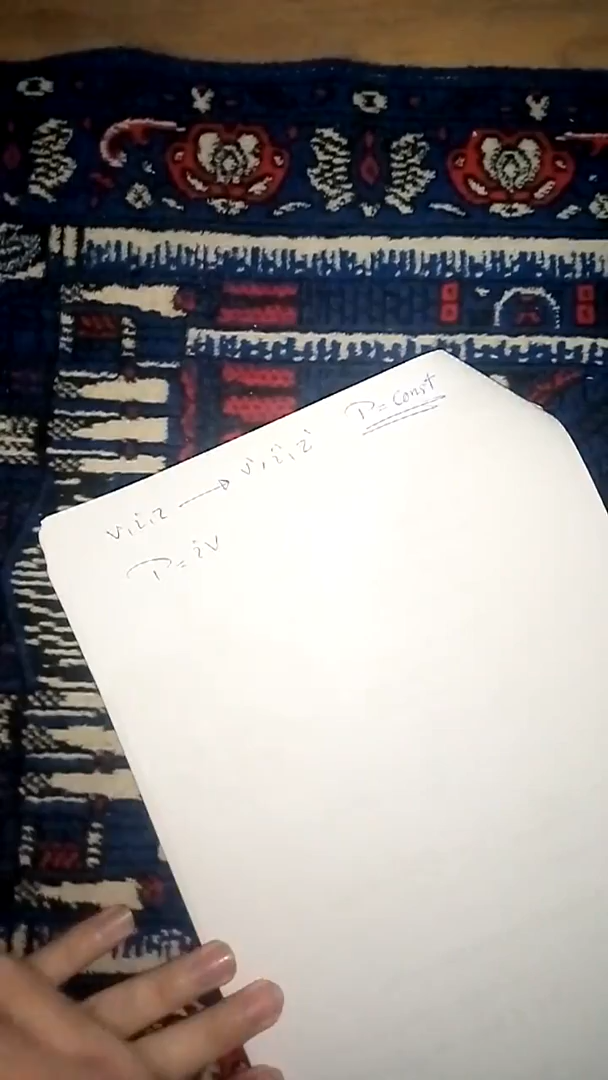 P = const
v, i, z → v̂, î, ẑ
P = iv